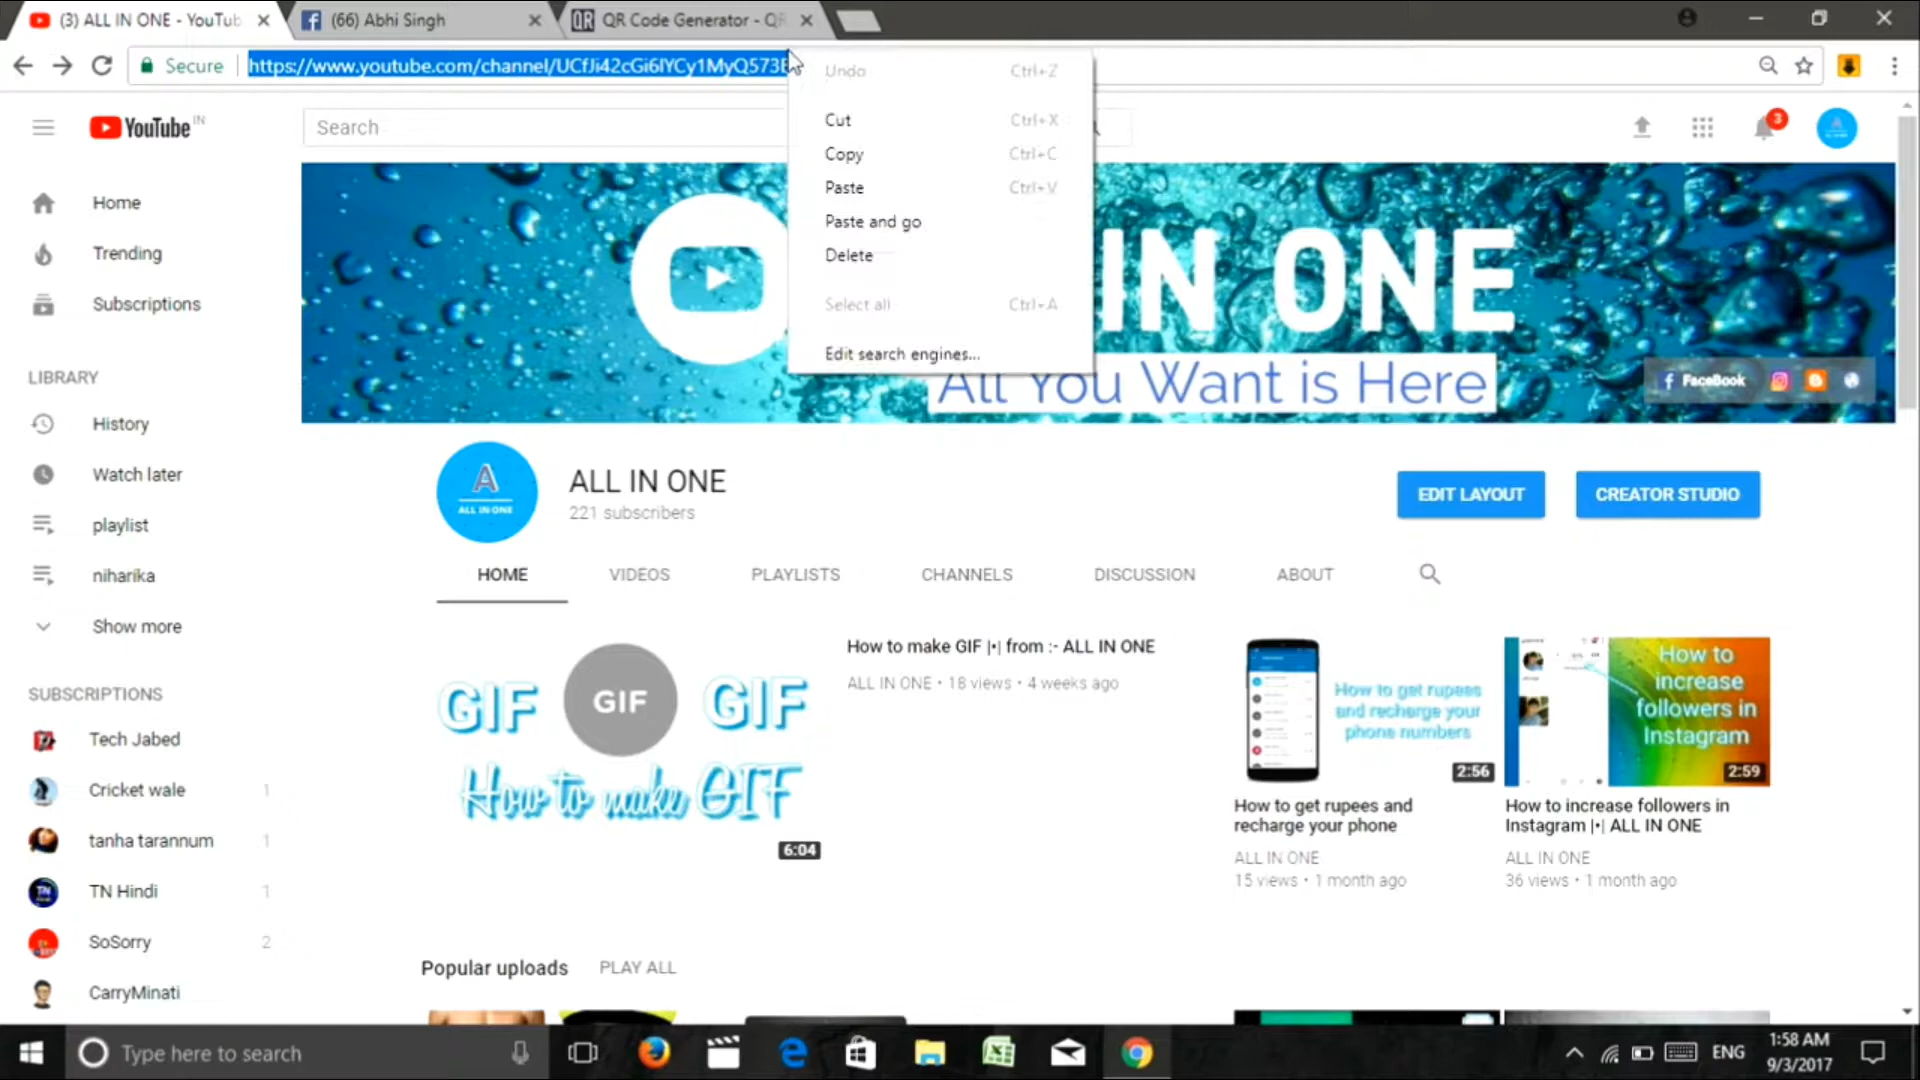 (3) ALL IN ONE - YouTub
(66) Abhi Singh
QR QR Code Generator - QR
Secure
https://www.youtube.com/channel/
Undo Ctrl+Z
Cut Ctrl+X
Copy Ctrl+C
Paste Ctrl+V
Paste and go
Delete
Select all Ctrl+A
Edit search engines...
YouTube IN
Search
3
IN ONE
All You Want is Here
FaceBook
Home
Trending
Subscriptions
LIBRARY
History
Watch later
playlist
niharika
Show more
SUBSCRIPTIONS
Tech Jabed
Cricket wale 1
tanha tarannum 1
TN Hindi 1
SoSorry 2
CarryMinati
A
ALL IN ONE
ALL IN ONE
221 subscribers
EDIT LAYOUT
CREATOR STUDIO
HOME
VIDEOS
PLAYLISTS
CHANNELS
DISCUSSION
ABOUT
GIF GIF GIF
How to make GIF
6:04
How to make GIF |•| from :- ALL IN ONE
ALL IN ONE • 18 views • 4 weeks ago
How to get rupees
and recharge your
phone numbers
2:56
How to get rupees and
recharge your phone
ALL IN ONE
15 views • 1 month ago
How to
increase
followers in
Instagram
2:59
How to increase followers in
Instagram |•| ALL IN ONE
ALL IN ONE
36 views • 1 month ago
Popular uploads
PLAY ALL
Type here to search
ENG
1:58 AM
9/3/2017